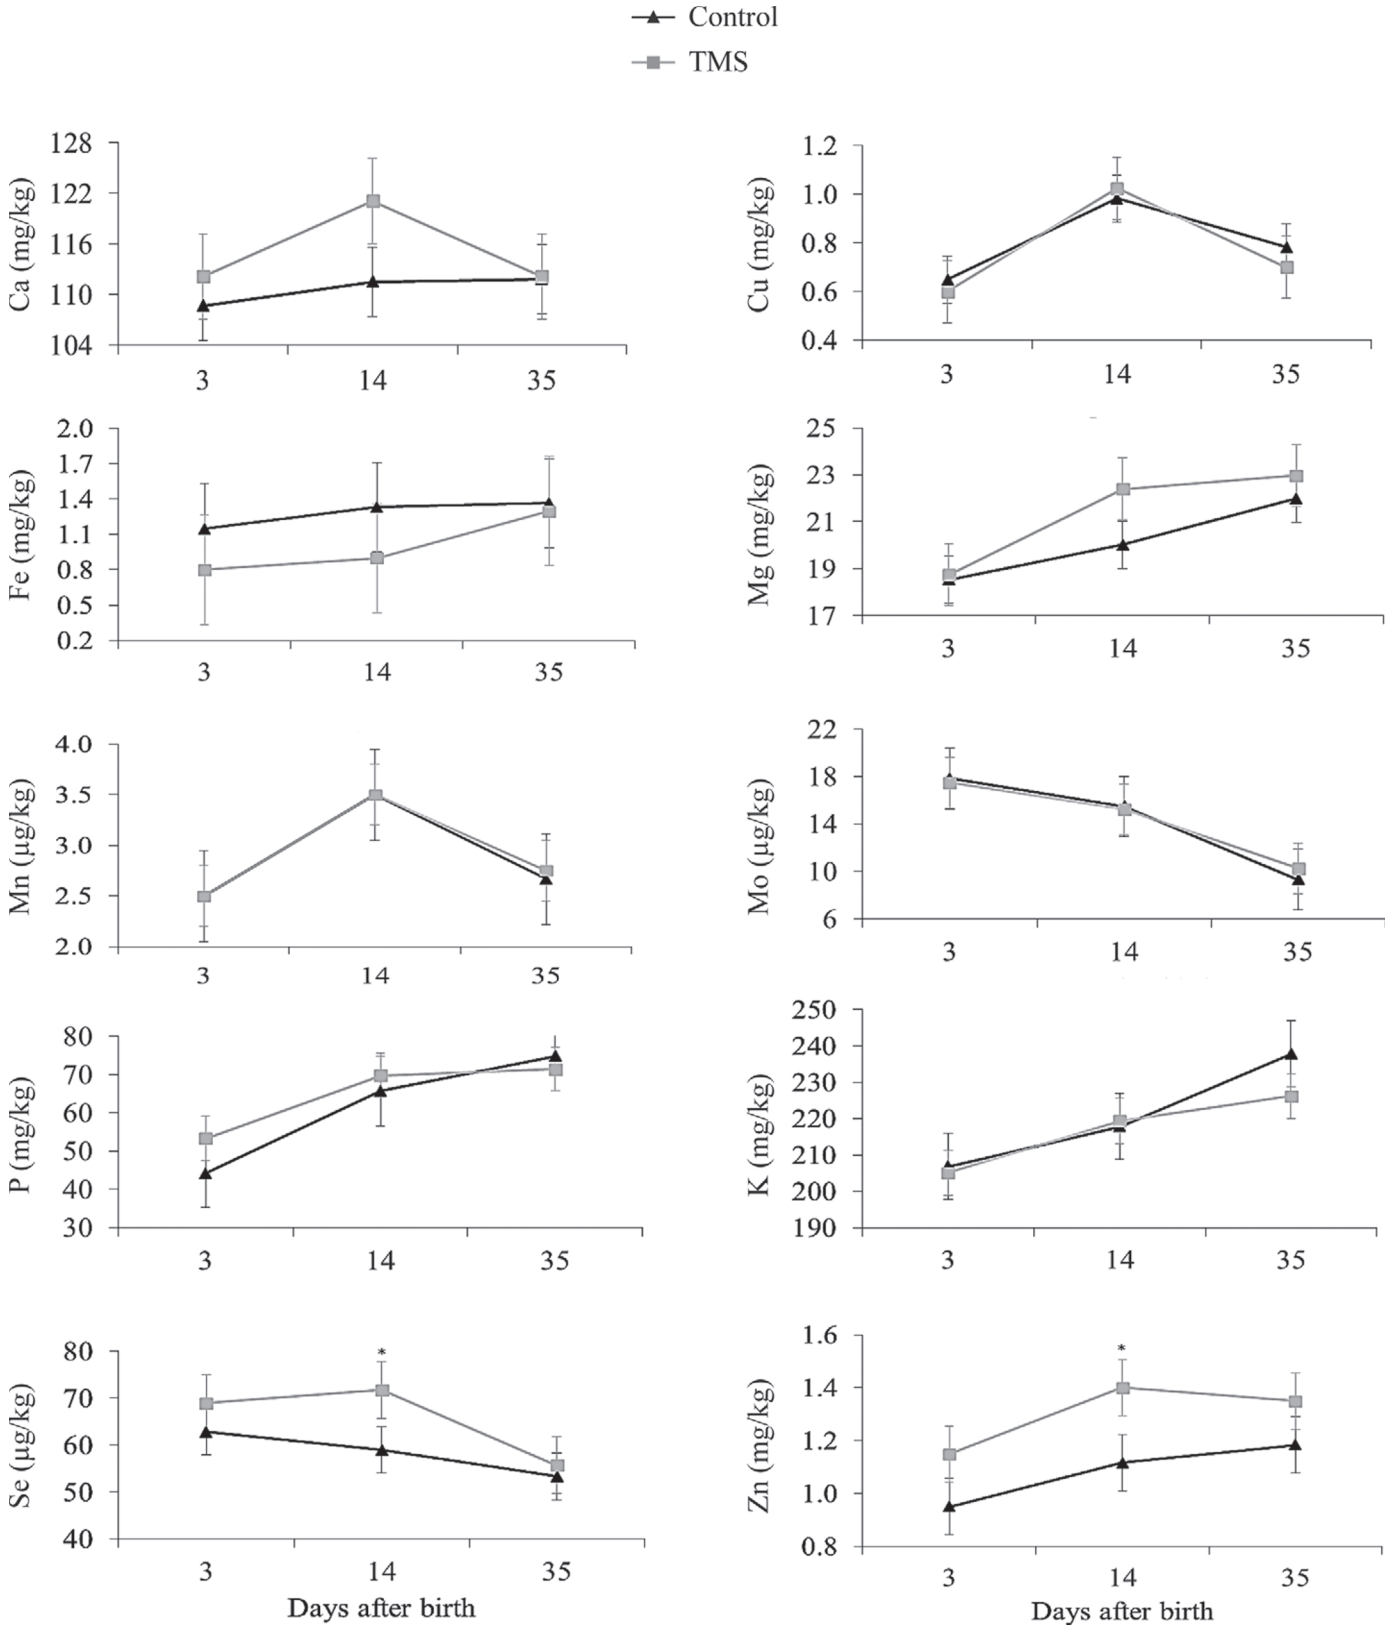 Control
TMS
Ca (mg/kg)
128
122
116
110
104
3 14 35
Cu (mg/kg)
1.2
1.0
0.8
0.6
0.4
3 14 35
Fe (mg/kg)
2.0
1.7
1.4
1.1
0.8
0.5
0.2
3 14 35
Mg (mg/kg)
25
23
21
19
17
3 14 35
Mn (µg/kg)
4.0
3.5
3.0
2.5
2.0
3 14 35
Mo (µg/kg)
22
18
14
10
6
3 14 35
P (mg/kg)
80
70
60
50
40
30
3 14 35
K (mg/kg)
250
240
230
220
210
200
190
3 14 35
Se (µg/kg)
80
70
60
50
40
*
3 14 35
Days after birth
Zn (mg/kg)
1.6
1.4
1.2
1.0
0.8
*
3 14 35
Days after birth